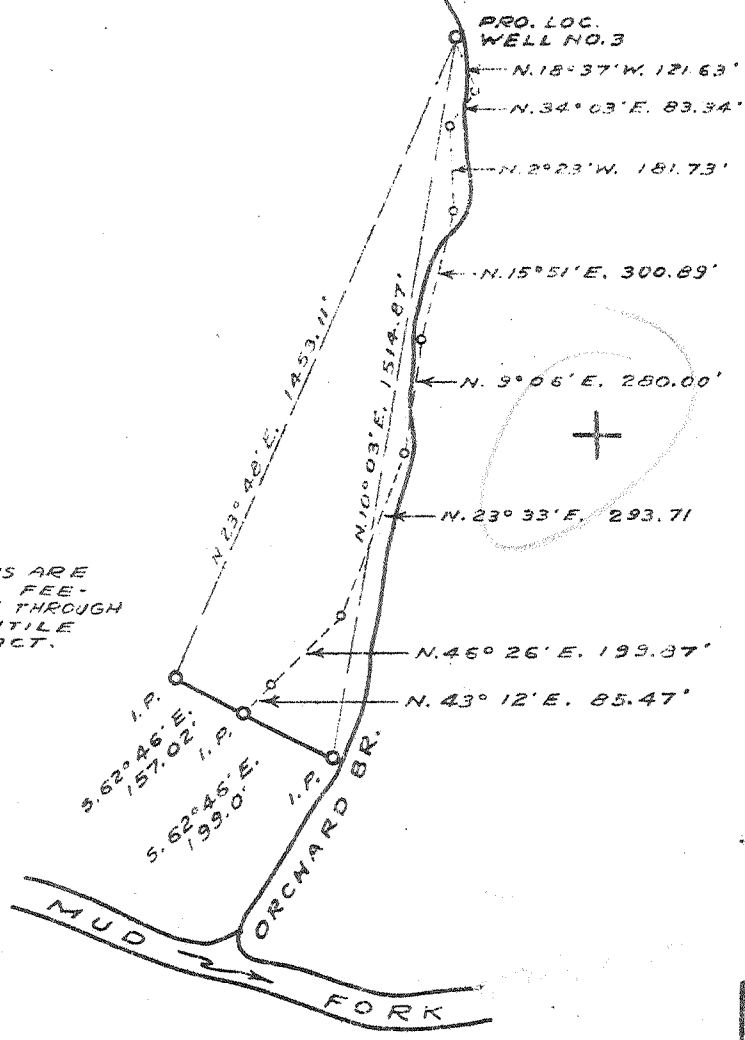 PRO. LOC.
WELL NO. 3
N. 18° 37' W. 121.63'
N. 34° 03' E. 83.34'
N. 2° 23' W. 181.73'
N. 15° 51' E. 300.89'
N. 9° 06' E. 280.00'
N. 23° 33' E. 293.71
N. 46° 26' E. 199.87'
N. 43° 12' E. 85.47'
N 23° 48' E. 1453.11'
N. 10° 03' E. 1514.87'
S ARE
FEE-
THROUGH
TILE
CT.
I. P.
S. 62° 46' E.
157.02'
I. P.
S. 62° 46' E.
199.0'
I. P.
ORCHARD BR.
MUD FORK